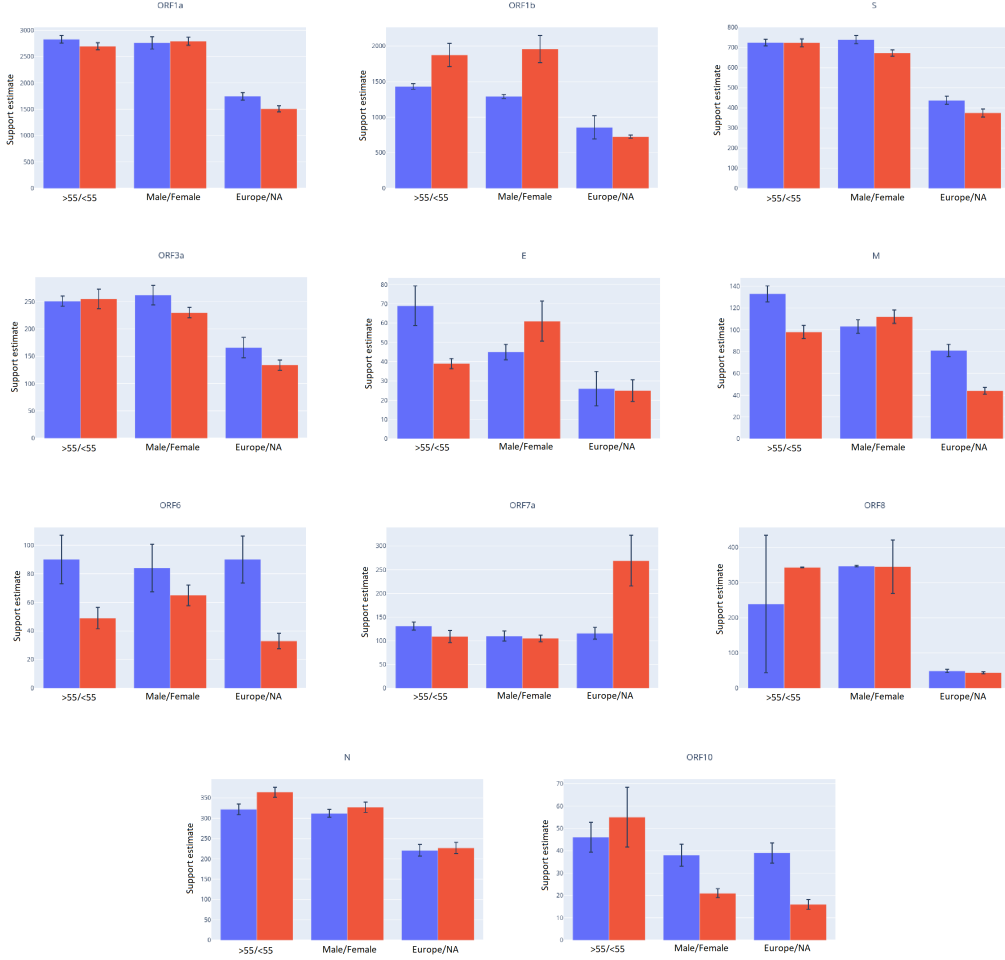 ORF1a
Support estimate
3000
2500
2000
1500
1000
500
0
>55/<55 Male/Female Europe/NA
ORF1b
Support estimate
2000
1500
1000
500
0
>55/<55 Male/Female Europe/NA
S
Support estimate
800
700
600
500
400
300
200
100
0
>55/<55 Male/Female Europe/NA
ORF3a
Support estimate
250
200
150
100
50
0
>55/<55 Male/Female Europe/NA
E
Support estimate
80
70
60
50
40
30
20
10
0
>55/<55 Male/Female Europe/NA
M
Support estimate
140
120
100
80
60
40
20
0
>55/<55 Male/Female Europe/NA
ORF6
Support estimate
100
80
60
40
20
0
>55/<55 Male/Female Europe/NA
ORF7a
Support estimate
300
250
200
150
100
50
0
>55/<55 Male/Female Europe/NA
ORF8
Support estimate
400
300
200
100
0
>55/<55 Male/Female Europe/NA
N
Support estimate
350
300
250
200
150
100
50
0
>55/<55 Male/Female Europe/NA
ORF10
Support estimate
70
60
50
40
30
20
10
0
>55/<55 Male/Female Europe/NA